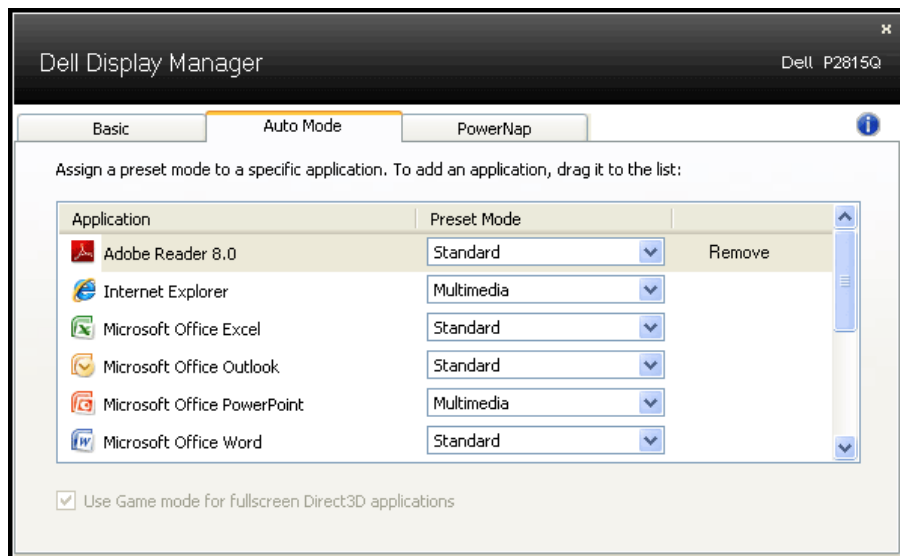 x
Dell Display Manager
Dell P2815Q
Basic Auto Mode PowerNap
Assign a preset mode to a specific application. To add an application, drag it to the list:
Application Preset Mode
Adobe Reader 8.0 Standard Remove
Internet Explorer Multimedia
Microsoft Office Excel Standard
Microsoft Office Outlook Standard
Microsoft Office PowerPoint Multimedia
Microsoft Office Word Standard
Use Game mode for fullscreen Direct3D applications